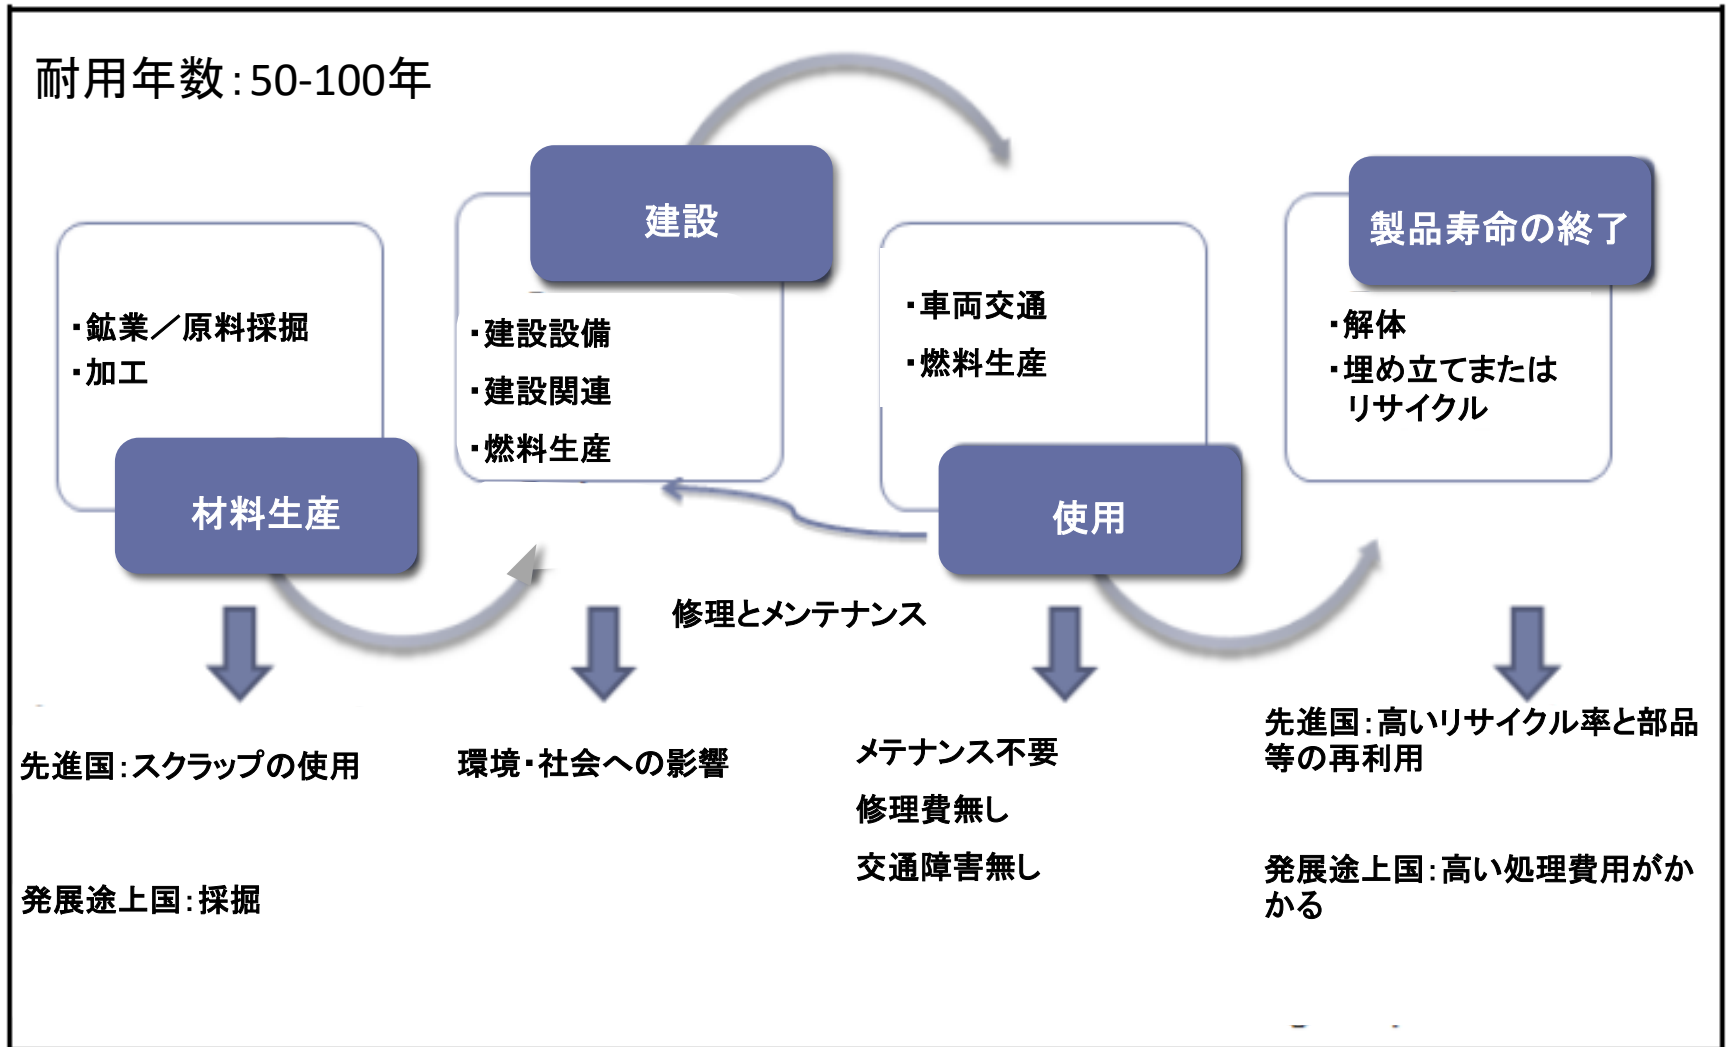 耐用年数：50-100年
・鉱業／原料採掘
・加工
材料生産
建設
・建設設備
・建設関連
・燃料生産
・車両交通
・燃料生産
使用
製品寿命の終了
・解体
・埋め立てまたは
リサイクル
修理とメンテナンス
先進国：スクラップの使用
発展途上国：採掘
環境・社会への影響
メテナンス不要
修理費無し
交通障害無し
先進国：高いリサイクル率と部品
等の再利用
発展途上国：高い処理費用がか
かる